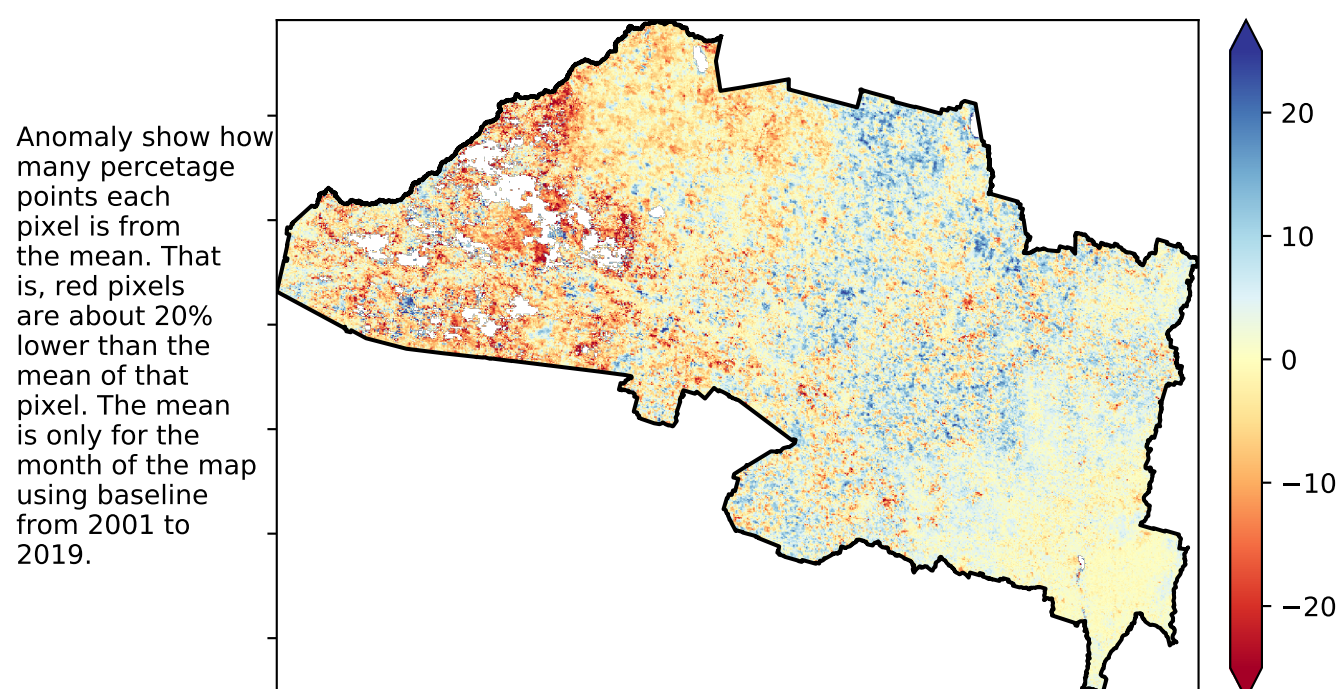 Anomaly show how
many percetage
points each
pixel is from
the mean. That
is, red pixels
are about 20%
lower than the
mean of that
pixel. The mean
is only for the
month of the map
using baseline
from 2001 to
2019.
20
10
0
−10
−20